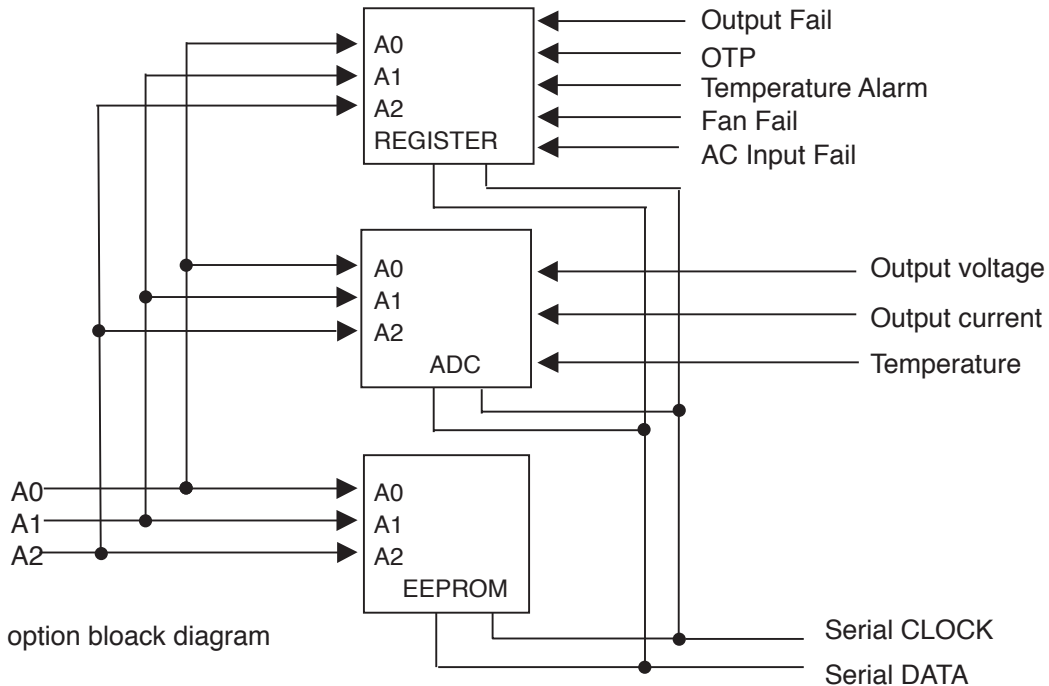 Output Fail
A0
OTP
A1
Temperature Alarm
A2
Fan Fail
REGISTER
AC Input Fail
A0
Output voltage
A1
Output current
A2
ADC
Temperature
A0
A0
A1
A1
A2
A2
EEPROM
option bloack diagram
Serial CLOCK
Serial DATA